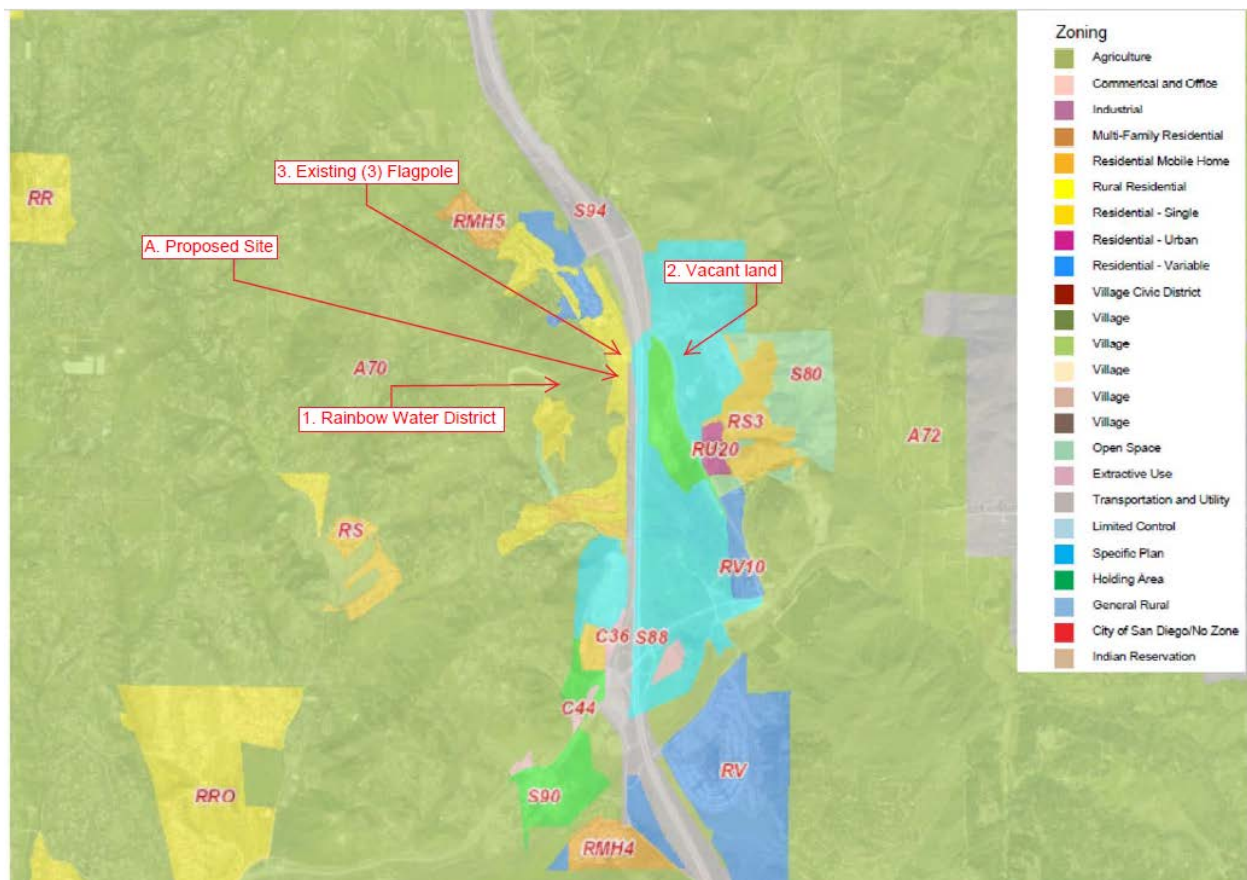 Zoning
Agriculture
Commerical and Office
Industrial
Multi-Family Residential
Residential Mobile Home
Rural Residential
Residential - Single
Residential - Urban
Residential - Variable
Village Civic District
Village
Village
Village
Village
Village
Open Space
Extractive Use
Transportation and Utility
Limited Control
Specific Plan
Holding Area
General Rural
City of San Diego/No Zone
Indian Reservation
3. Existing (3) Flagpole
RR
RMH5
S94
A. Proposed Site
2. Vacant land
A70
S80
1. Rainbow Water District
RS3
A72
RU20
RS
RV10
C36
S88
C44
RV
RRO
S90
RMH4